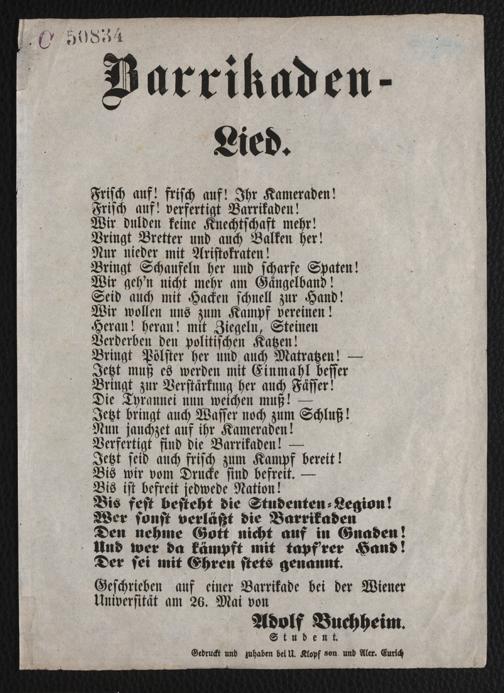 C 50834
Barrikaden-
Lied.
Frisch auf! frisch auf! Ihr Kameraden!
Frisch auf! verfertigt Barrikaden!
Wir dulden keine Knechtschaft mehr!
Bringt Bretter und auch Balken her!
Nur nieder mit Aristokraten!
Bringt Schaufeln her und scharfe Spaten!
Wir geh'n nicht mehr am Gängelband!
Seid auch mit Hacken schnell zur Hand!
Wir wollen uns zum Kampf vereinen!
Heran! heran! mit Ziegeln, Steinen
Verderben den politischen Katzen!
Bringt Pölster her und auch Matratzen! —
Jetzt muß es werden mit Einmahl besser
Bringt zur Verstärkung her auch Fässer!
Die Tyrannei nun weichen muß! —
Jetzt bringt auch Wasser noch zum Schluß!
Nun jauchzet auf ihr Kameraden!
Verfertigt sind die Barrikaden! —
Jetzt seid auch frisch zum Kampf bereit!
Bis wir vom Drucke sind befreit. —
Bis ist befreit jedwede Nation!
Bis fest besteht die Studenten-Legion!
Wer sonst verläßt die Barrikaden
Den nehme Gott nicht auf in Gnaden!
Und wer da kämpft mit tapf'rer Hand!
Der sei mit Ehren stets genannt.
Geschrieben auf einer Barrikade bei der Wiener
Universität am 26. Mai von
Adolf Buchheim.
Student.
Gedruckt und zuhaben bei U. Klopf sen. und Alex. Eurich